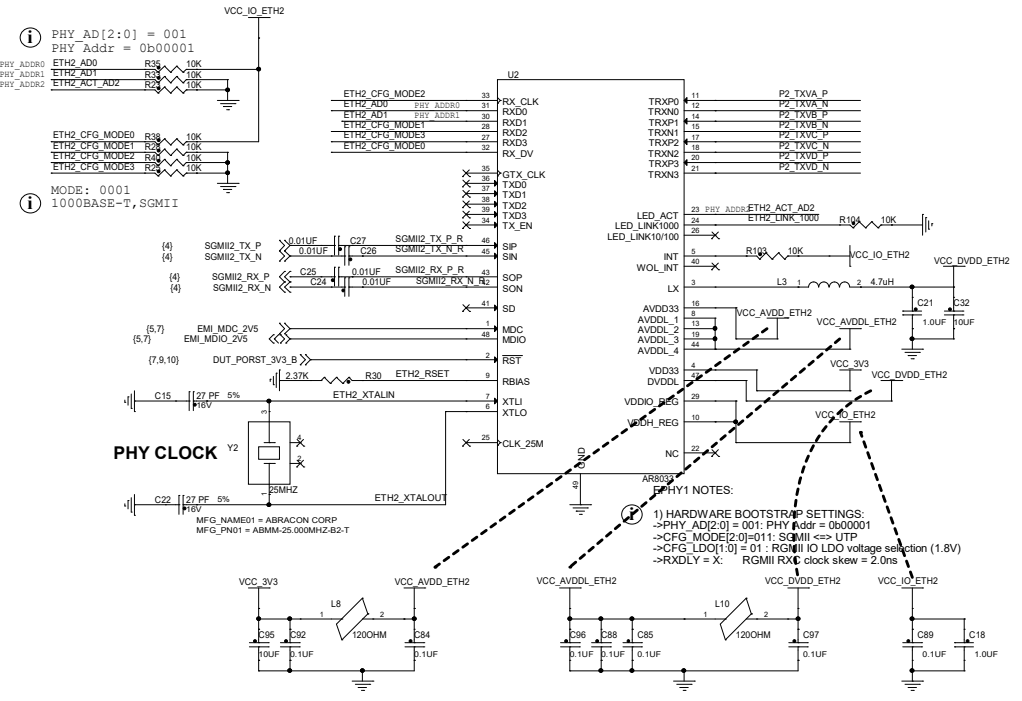 VCC_IO_ETH2
i PHY_AD[2:0] = 001
PHY Addr = 0b00001
PHY_ADDR0 ETH2_AD0 R35 10K
PHY_ADDR1 ETH2_AD1 R33 10K
PHY_ADDR2 ETH2_ACT_AD2 10K
ETH2_CFG_MODE0 R38 10K
ETH2_CFG_MODE1 10K
ETH2_CFG_MODE2 R40 10K
ETH2_CFG_MODE3 10K
i MODE: 0001
1000BASE-T,SGMII
U2
ETH2_CFG_MODE2 33 RX_CLK
ETH2_AD0 PHY_ADDR0 31 RXD0
ETH2_AD1 PHY_ADDR1 30 RXD1
ETH2_CFG_MODE1 28 RXD2
ETH2_CFG_MODE3 27 RXD3
ETH2_CFG_MODE0 32 RX_DV
35 GTX_CLK
36 TXD0
37 TXD1
38 TXD2
39 TXD3
34 TX_EN
{4} SGMII2_TX_P 0.01UF C27 SGMII2_TX_P_R 46 SIP
{4} SGMII2_TX_N C26 0.01UF SGMII2_TX_N_R 45 SIN
{4} SGMII2_RX_P C25 0.01UF SGMII2_RX_P_R 43 SOP
{4} SGMII2_RX_N C24 0.01UF SGMII2_RX_N_R 42 SON
41 SD
{5,7} EMI_MDC_2V5 1 MDC
{5,7} EMI_MDIO_2V5 48 MDIO
{7,9,10} DUT_PORST_3V3_B 2 RST
2.37K R30 ETH2_RSET 9 RBIAS
C15 27 PF 5% 16V ETH2_XTALIN 7 XTLI
6 XTLO
25 CLK_25M
PHY CLOCK
Y2
3
4
2
1
25MHZ
C22 27 PF 5% 16V ETH2_XTALOUT
MFG_NAME01 = ABRACON CORP
MFG_PN01 = ABMM-25.000MHZ-B2-T
TRXP0 11 P2_TXVA_P
TRXN0 12 P2_TXVA_N
TRXP1 14 P2_TXVB_P
TRXN1 15 P2_TXVB_N
TRXP2 17 P2_TXVC_P
TRXN2 18 P2_TXVC_N
TRXP3 20 P2_TXVD_P
TRXN3 21 P2_TXVD_N
LED_ACT 23 PHY_ADDR2 ETH2_ACT_AD2
LED_LINK1000 24 ETH2_LINK_1000 R104 10K
LED_LINK10/100 26
INT 5 R103 10K VCC_IO_ETH2
WOL_INT 40
LX 3 L3 1 2 4.7uH VCC_DVDD_ETH2
C21 1.0UF
C32 10UF
AVDD33 16 VCC_AVDD_ETH2
AVDDL_1 8
AVDDL_2 13 VCC_AVDDL_ETH2
AVDDL_3 19
AVDDL_4 44
VDD33 4 VCC_3V3
DVDDL 47 VCC_DVDD_ETH2
VDDIO_REG 29
VDDH_REG 10 VCC_IO_ETH2
NC 22
GND
49
AR8033
EPHY1 NOTES:
i 1) HARDWARE BOOTSTRAP SETTINGS:
->PHY_AD[2:0] = 001: PHY Addr = 0b00001
->CFG_MODE[2:0]=011: SGMII <=> UTP
->CFG_LDO[1:0] = 01 : RGMII IO LDO voltage selection (1.8V)
->RXDLY = X: RGMII RXC clock skew = 2.0ns
VCC_3V3 VCC_AVDD_ETH2 VCC_AVDDL_ETH2 VCC_DVDD_ETH2 VCC_IO_ETH2
L8 1 2 120OHM
C95 10UF
C92 0.1UF
C84 0.1UF
L10 1 2 120OHM
C96 0.1UF
C88 0.1UF
C85 0.1UF
C97 0.1UF
C89 0.1UF
C18 1.0UF